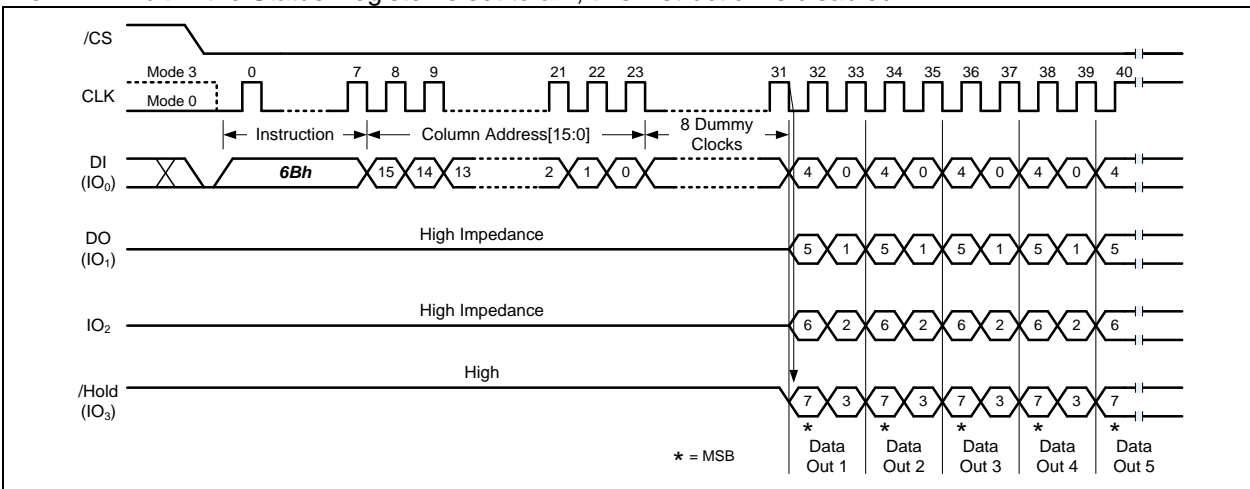 /CS
Mode 3 0 7 8 9 21 22 23 31 32 33 34 35 36 37 38 39 40
CLK Mode 0
Instruction Column Address[15:0] 8 Dummy
Clocks
DI
(IO0) 6Bh 15 14 13 2 1 0 4 0 4 0 4 0 4 0 4
DO
(IO1) High Impedance 5 1 5 1 5 1 5 1 5
IO2 High Impedance 6 2 6 2 6 2 6 2 6
/Hold
(IO3) High 7 3 7 3 7 3 7 3 7
* * * * *
* = MSB
Data Data Data Data Data
Out 1 Out 2 Out 3 Out 4 Out 5